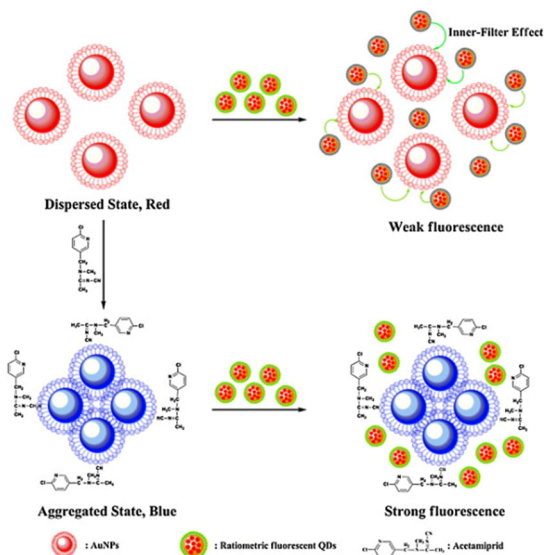 Inner-Filter Effect
Dispersed State, Red
Weak fluorescence
Aggregated State, Blue
Strong fluorescence
: AuNPs
: Ratiometric fluorescent QDs
: Acetamiprid